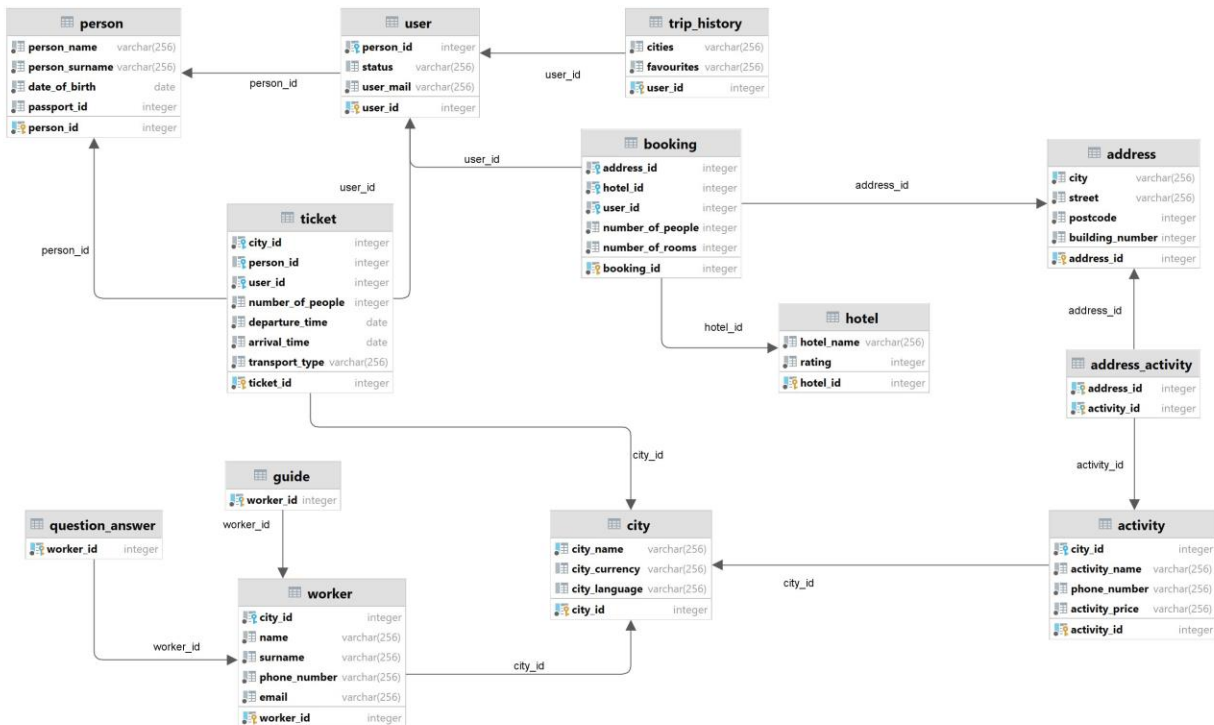 person
person_name varchar(256)
person_surname varchar(256)
date_of_birth date
passport_id integer
person_id integer
user
person_id integer
status varchar(256)
user_mail varchar(256)
user_id integer
trip_history
cities varchar(256)
favourites varchar(256)
user_id integer
person_id
user_id
booking
address_id integer
hotel_id integer
user_id integer
number_of_people integer
number_of_rooms integer
booking_id integer
address
city varchar(256)
street varchar(256)
postcode integer
building_number integer
address_id integer
user_id
address_id
user_id
person_id
ticket
city_id integer
person_id integer
user_id integer
number_of_people integer
departure_time date
arrival_time date
transport_type varchar(256)
ticket_id integer
hotel_id
hotel
hotel_name varchar(256)
rating integer
hotel_id integer
address_id
address_activity
address_id integer
activity_id integer
city_id
activity_id
guide
worker_id integer
worker_id
question_answer
worker_id integer
worker_id
worker
city_id integer
name varchar(256)
surname varchar(256)
phone_number varchar(256)
email varchar(256)
worker_id integer
city_id
city
city_name varchar(256)
city_currency varchar(256)
city_language varchar(256)
city_id integer
city_id
activity
city_id integer
activity_name varchar(256)
phone_number varchar(256)
activity_price varchar(256)
activity_id integer